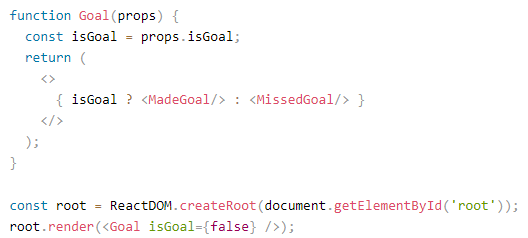 function Goal(props) {
  const isGoal = props.isGoal;
  return (
    <>
      { isGoal ? <MadeGoal/> : <MissedGoal/> }
    </>
  );
}

const root = ReactDOM.createRoot(document.getElementById('root'));
root.render(<Goal isGoal={false} />);